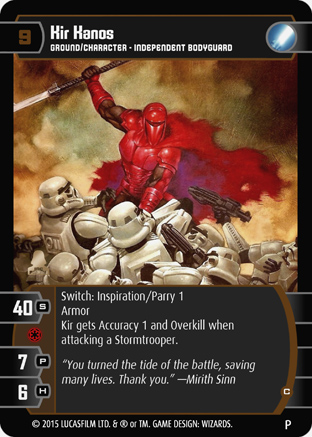 9
Kir Kanos
GROUND/CHARACTER - INDEPENDENT BODYGUARD
40 S
7 P
6 H
Switch: Inspiration/Parry 1
Armor
Kir gets Accuracy 1 and Overkill when
attacking a Stormtrooper.
“You turned the tide of the battle, saving
many lives. Thank you.” —Mirith Sinn
C
© 2015 LUCASFILM LTD. & ® or TM. GAME DESIGN: WIZARDS.
P